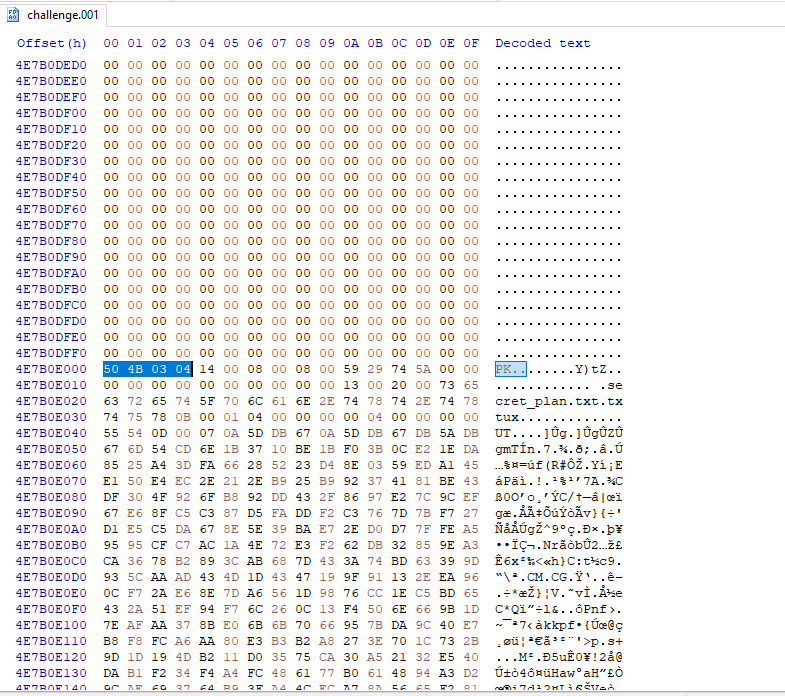 challenge.001
Offset(h) 00 01 02 03 04 05 06 07 08 09 0A 0B 0C 0D 0E 0F Decoded text
4E7B0DED0 00 00 00 00 00 00 00 00 00 00 00 00 00 00 00 00 ................
4E7B0DEE0 00 00 00 00 00 00 00 00 00 00 00 00 00 00 00 00 ................
4E7B0DEF0 00 00 00 00 00 00 00 00 00 00 00 00 00 00 00 00 ................
4E7B0DF00 00 00 00 00 00 00 00 00 00 00 00 00 00 00 00 00 ................
4E7B0DF10 00 00 00 00 00 00 00 00 00 00 00 00 00 00 00 00 ................
4E7B0DF20 00 00 00 00 00 00 00 00 00 00 00 00 00 00 00 00 ................
4E7B0DF30 00 00 00 00 00 00 00 00 00 00 00 00 00 00 00 00 ................
4E7B0DF40 00 00 00 00 00 00 00 00 00 00 00 00 00 00 00 00 ................
4E7B0DF50 00 00 00 00 00 00 00 00 00 00 00 00 00 00 00 00 ................
4E7B0DF60 00 00 00 00 00 00 00 00 00 00 00 00 00 00 00 00 ................
4E7B0DF70 00 00 00 00 00 00 00 00 00 00 00 00 00 00 00 00 ................
4E7B0DF80 00 00 00 00 00 00 00 00 00 00 00 00 00 00 00 00 ................
4E7B0DF90 00 00 00 00 00 00 00 00 00 00 00 00 00 00 00 00 ................
4E7B0DFA0 00 00 00 00 00 00 00 00 00 00 00 00 00 00 00 00 ................
4E7B0DFB0 00 00 00 00 00 00 00 00 00 00 00 00 00 00 00 00 ................
4E7B0DFC0 00 00 00 00 00 00 00 00 00 00 00 00 00 00 00 00 ................
4E7B0DFD0 00 00 00 00 00 00 00 00 00 00 00 00 00 00 00 00 ................
4E7B0DFE0 00 00 00 00 00 00 00 00 00 00 00 00 00 00 00 00 ................
4E7B0DFF0 00 00 00 00 00 00 00 00 00 00 00 00 00 00 00 00 ................
4E7B0E000 50 4B 03 04 14 00 08 00 08 00 59 29 74 5A 00 00 PK........Y)tZ..
4E7B0E010 00 00 00 00 00 00 00 00 00 00 13 00 20 00 73 65 ............ .se
4E7B0E020 63 72 65 74 5F 70 6C 61 6E 2E 74 78 74 2E 74 78 cret_plan.txt.tx
4E7B0E030 74 75 78 0B 00 01 04 00 00 00 00 04 00 00 00 00 tux.............
4E7B0E040 55 54 0D 00 07 0A 5D DB 67 0A 5D DB 67 DB 5A DB UT....]Ûg.]ÛgÛZÛ
4E7B0E050 67 6D 54 CD 6E 1B 37 10 BE 1B F0 3B 0C E2 1E DA gmTÍn.7.¾.ð;.â.Ú
4E7B0E060 85 25 A4 3D FA 66 28 52 23 D4 8E 03 59 ED A1 45 …%¤=úf(R#ÔŽ.Yí¡E
4E7B0E070 E1 50 E4 EC 2E 21 2E B9 25 B9 92 37 41 81 BE 43 áPäì.!.¹%¹’7A.¾C
4E7B0E080 DF 30 4F 92 6F B8 92 DD 43 2F 86 97 E2 7C 9C EF ß0O’o¸’ÝC/†—â|œï
4E7B0E090 67 E6 8F C5 C3 87 D5 FA DD F2 C3 76 7D 7B F7 27 gæ.ÅÃ‡ÕúÝòÃv}{÷'
4E7B0E0A0 D1 E5 C5 DA 67 8E 5E 39 BA E7 2E D0 D7 7F FE A5 ÑåÅÚgŽ^9ºç.Ð×.þ¥
4E7B0E0B0 95 95 CF C7 AC 1A 4E 72 E3 F2 62 DB 32 85 9E A3 ••ÏÇ¬.NrãòbÛ2…ž£
4E7B0E0C0 CA 36 78 B2 89 3C AB 68 7D 43 3A 74 BD 63 39 9D Ê6x²‰<«h}C:t½c9.
4E7B0E0D0 93 5C AA AD 43 4D 1D 43 47 19 9F 91 13 2E EA 96 “\ª.CM.CG.Ÿ‘..ê–
4E7B0E0E0 0C F7 2A E6 8E 7D A6 56 1D 98 76 CC 1E C5 BD 65 .÷*æŽ}¦V.˜vÌ.Å½e
4E7B0E0F0 43 2A 51 EF 94 F7 6C 26 0C 13 F4 50 6E 66 9B 1D C*Qï”÷l&..ôPnf›.
4E7B0E100 7E AF AA 37 8B E0 6B 6B 70 66 95 7B DA 9C 40 E7 ~¯ª7‹àkkpf•{Úœ@ç
4E7B0E110 B8 F8 FC A6 AA 80 E3 B3 B2 A8 27 3E 70 1C 73 2B ¸øü¦ª€ã³²¨'>p.s+
4E7B0E120 9D 1D 19 4D B2 11 D0 35 75 CA 30 A5 21 32 E5 40 ...M².Ð5uÊ0¥!2å@
4E7B0E130 DA B1 F2 34 F4 A4 FC 48 61 77 B0 61 48 94 A3 D2 Ú±ò4ô¤üHaw°aH”£Ò